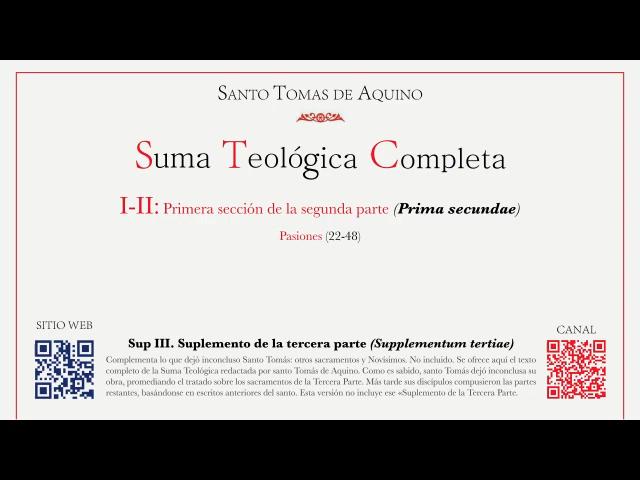 SANTO TOMAS DE AQUINO
Suma Teológica Completa
I-II: Primera sección de la segunda parte (Prima secundae)
Pasiones (22-48)
SITIO WEB
Sup III. Suplemento de la tercera parte (Supplementum tertiae)
CANAL
Complementa lo que dejó inconcluso Santo Tomás: otros sacramentos y Novísimos. No incluido. Se ofrece aquí el texto
completo de la Suma Teológica redactada por santo Tomás de Aquino. Como es sabido, santo Tomás dejó inconclusa su
obra, promediando el tratado sobre los sacramentos de la Tercera Parte. Más tarde sus discípulos compusieron las partes
restantes, basándonse en escritos anteriores del santo. Esta versión no incluye ese «Suplemento de la Tercera Parte.